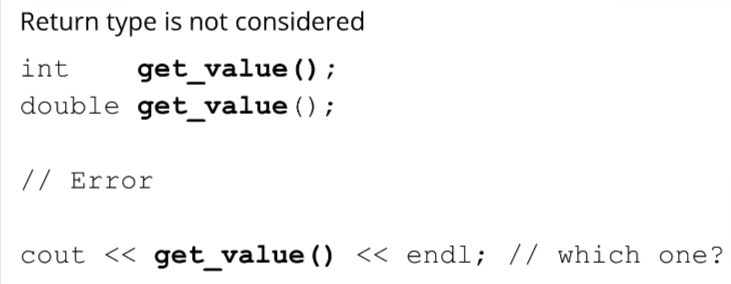 Return type is not considered
int    get_value();
double get_value();
// Error
cout << get_value() << endl; // which one?